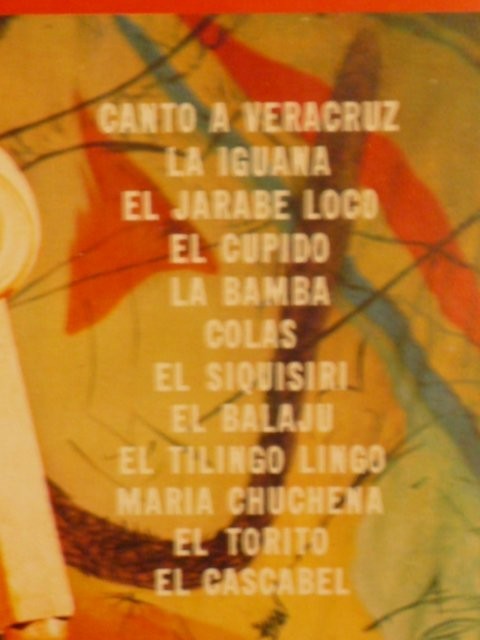 CANTO A VERACRUZ
LA IGUANA
EL JARABE LOCO
EL CUPIDO
LA BAMBA
COLAS
EL SIQUISIRI
EL BALAJU
EL TILINGO LINGO
MARIA CHUCHENA
EL TORITO
EL CASCABEL